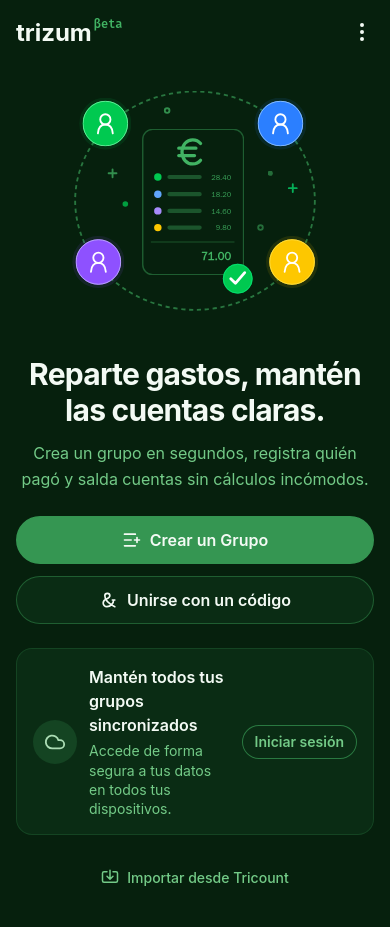 trizum βeta
€
28.40
18.20
14.60
9.80
71.00
Reparte gastos, mantén
las cuentas claras.
Crea un grupo en segundos, registra quién
pagó y salda cuentas sin cálculos incómodos.
Crear un Grupo
& Unirse con un código
Mantén todos tus
grupos
sincronizados
Accede de forma
segura a tus datos
en todos tus
dispositivos.
Iniciar sesión
Importar desde Tricount